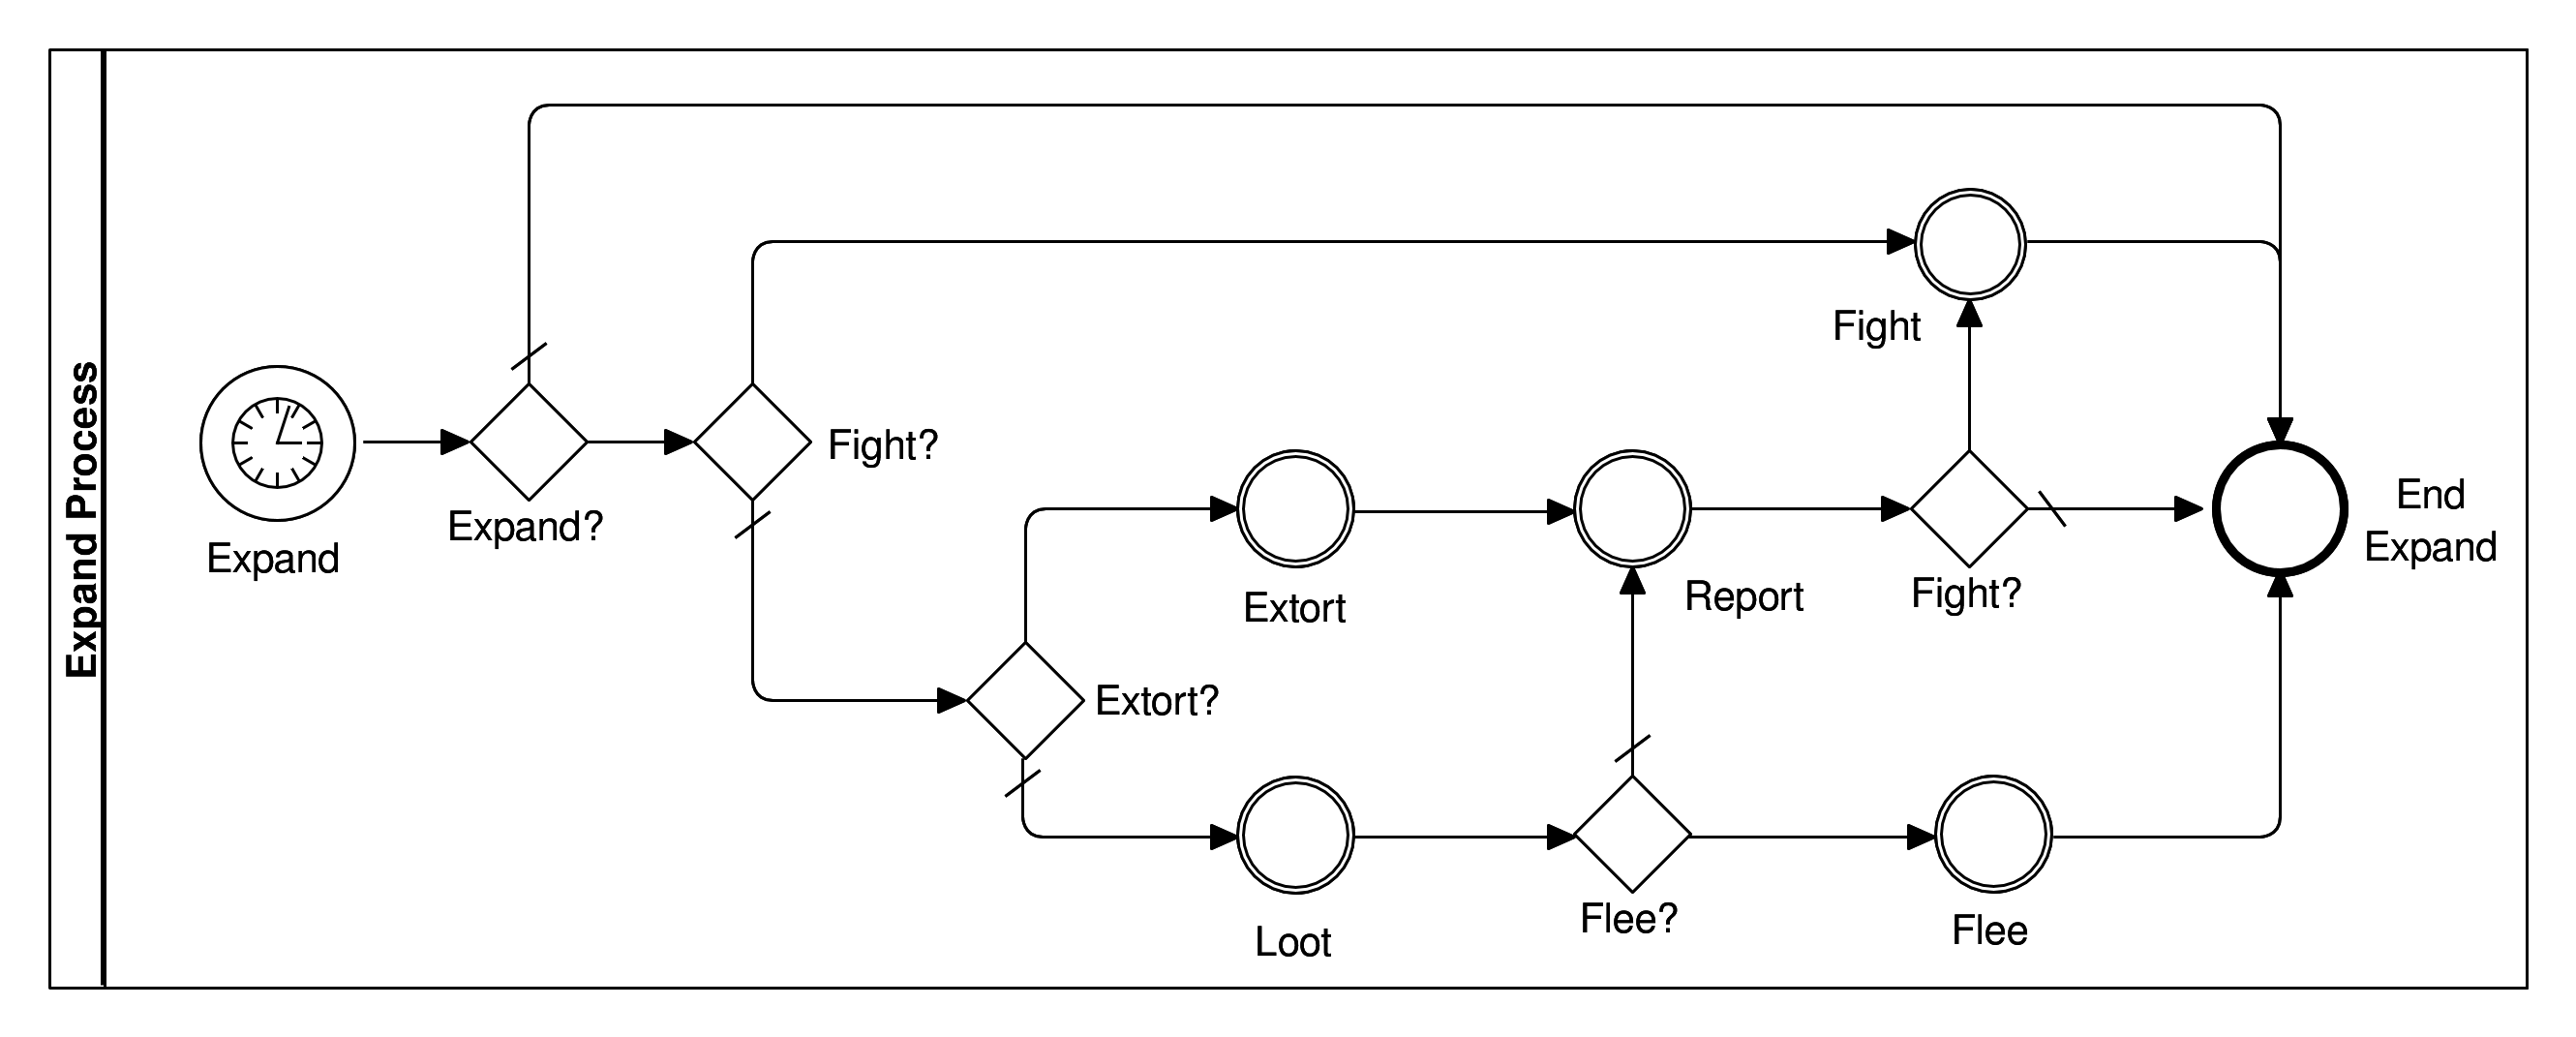 Expand Process
Expand
Expand?
Fight?
Extort?
Extort
Loot
Report
Flee?
Flee
Fight
Fight?
End
Expand